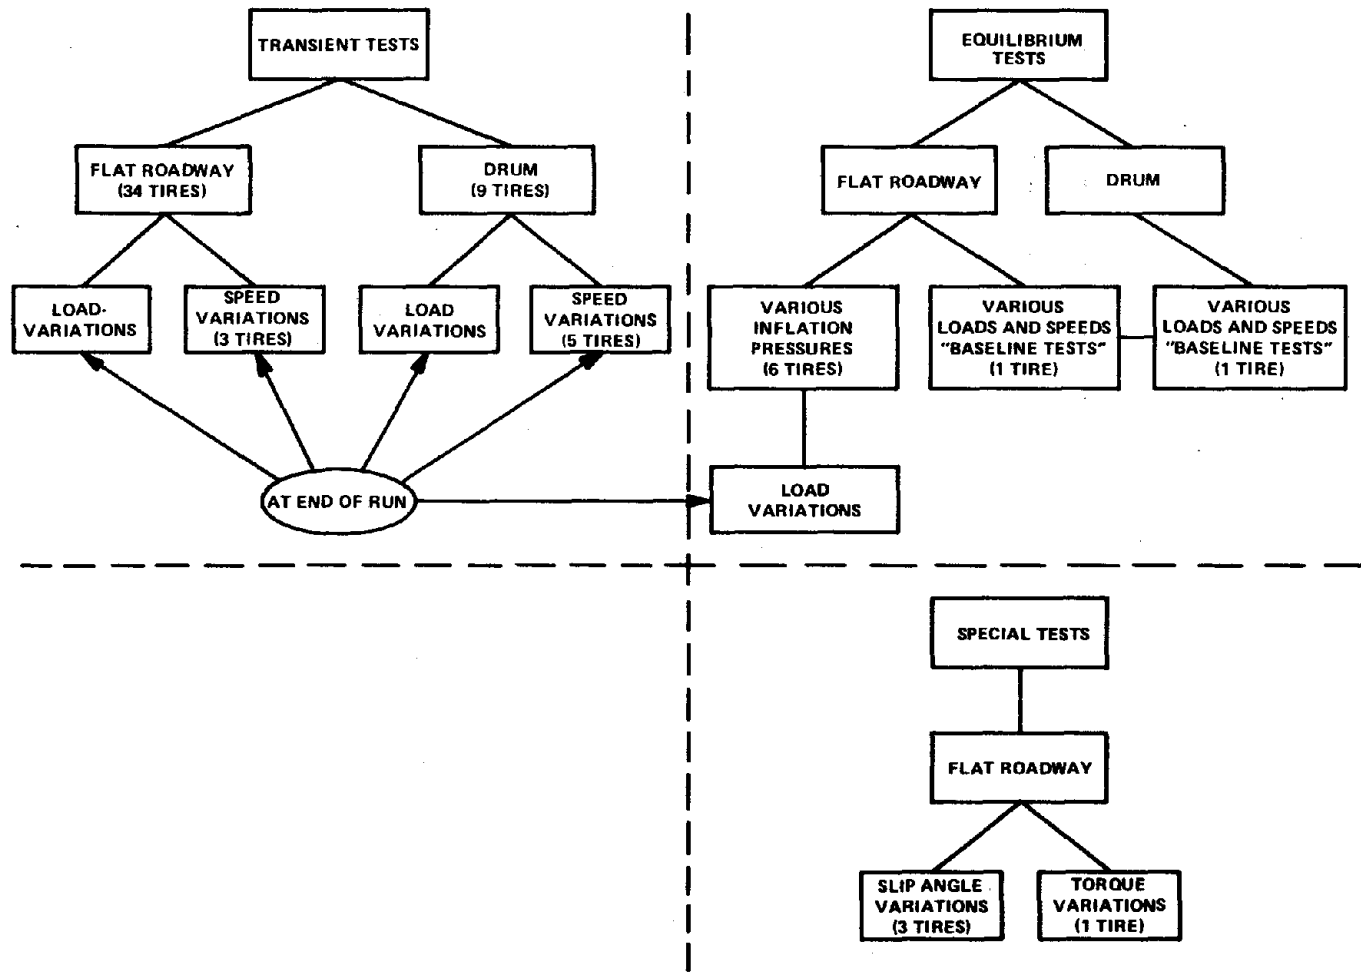 TRANSIENT TESTS
FLAT ROADWAY
(34 TIRES)
DRUM
(9 TIRES)
LOAD-
VARIATIONS
SPEED
VARIATIONS
(3 TIRES)
LOAD
VARIATIONS
SPEED
VARIATIONS
(5 TIRES)
AT END OF RUN
EQUILIBRIUM
TESTS
FLAT ROADWAY
DRUM
VARIOUS
INFLATION
PRESSURES
(6 TIRES)
VARIOUS
LOADS AND SPEEDS
"BASELINE TESTS"
(1 TIRE)
VARIOUS
LOADS AND SPEEDS
"BASELINE TESTS"
(1 TIRE)
LOAD
VARIATIONS
SPECIAL TESTS
FLAT ROADWAY
SLIP ANGLE
VARIATIONS
(3 TIRES)
TORQUE
VARIATIONS
(1 TIRE)